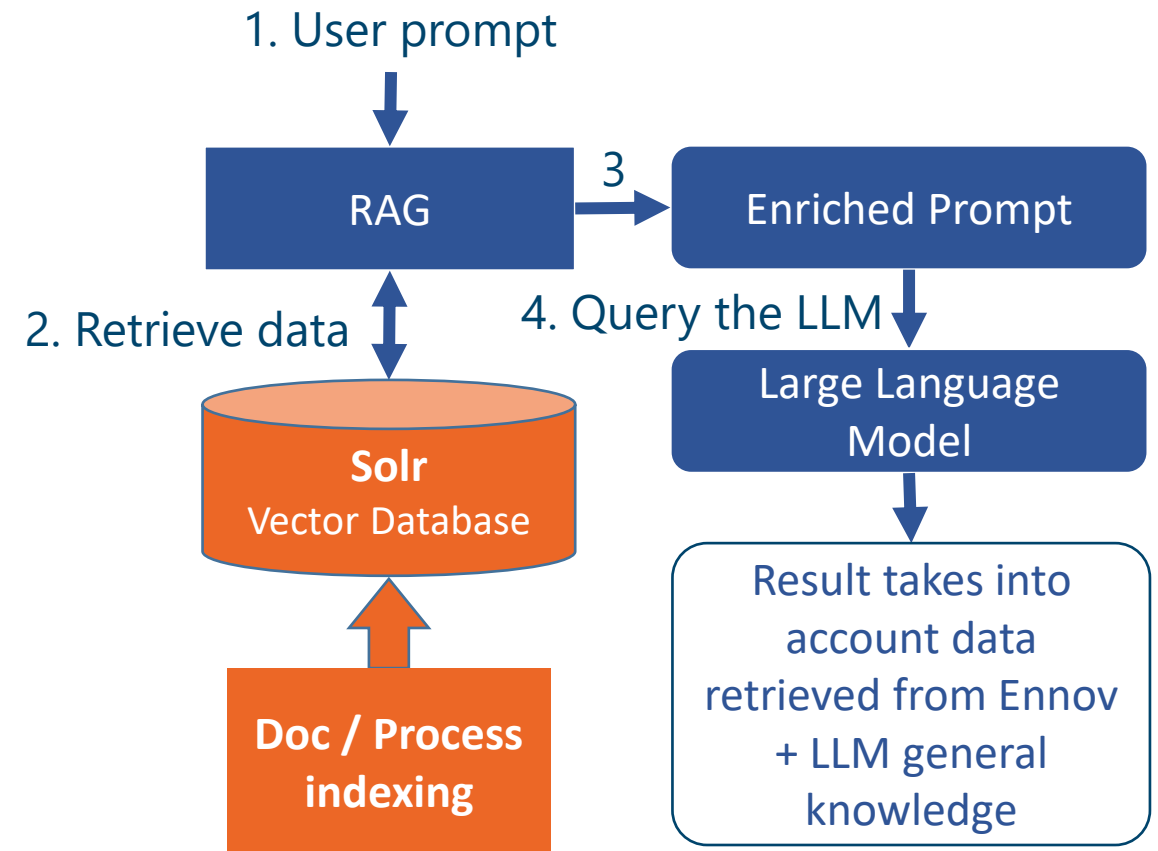 1. User prompt
RAG
3
Enriched Prompt
2. Retrieve data
4. Query the LLM
Large Language
Model
Solr
Vector Database
Doc / Process
indexing
Result takes into
account data
retrieved from Ennov
+ LLM general
knowledge